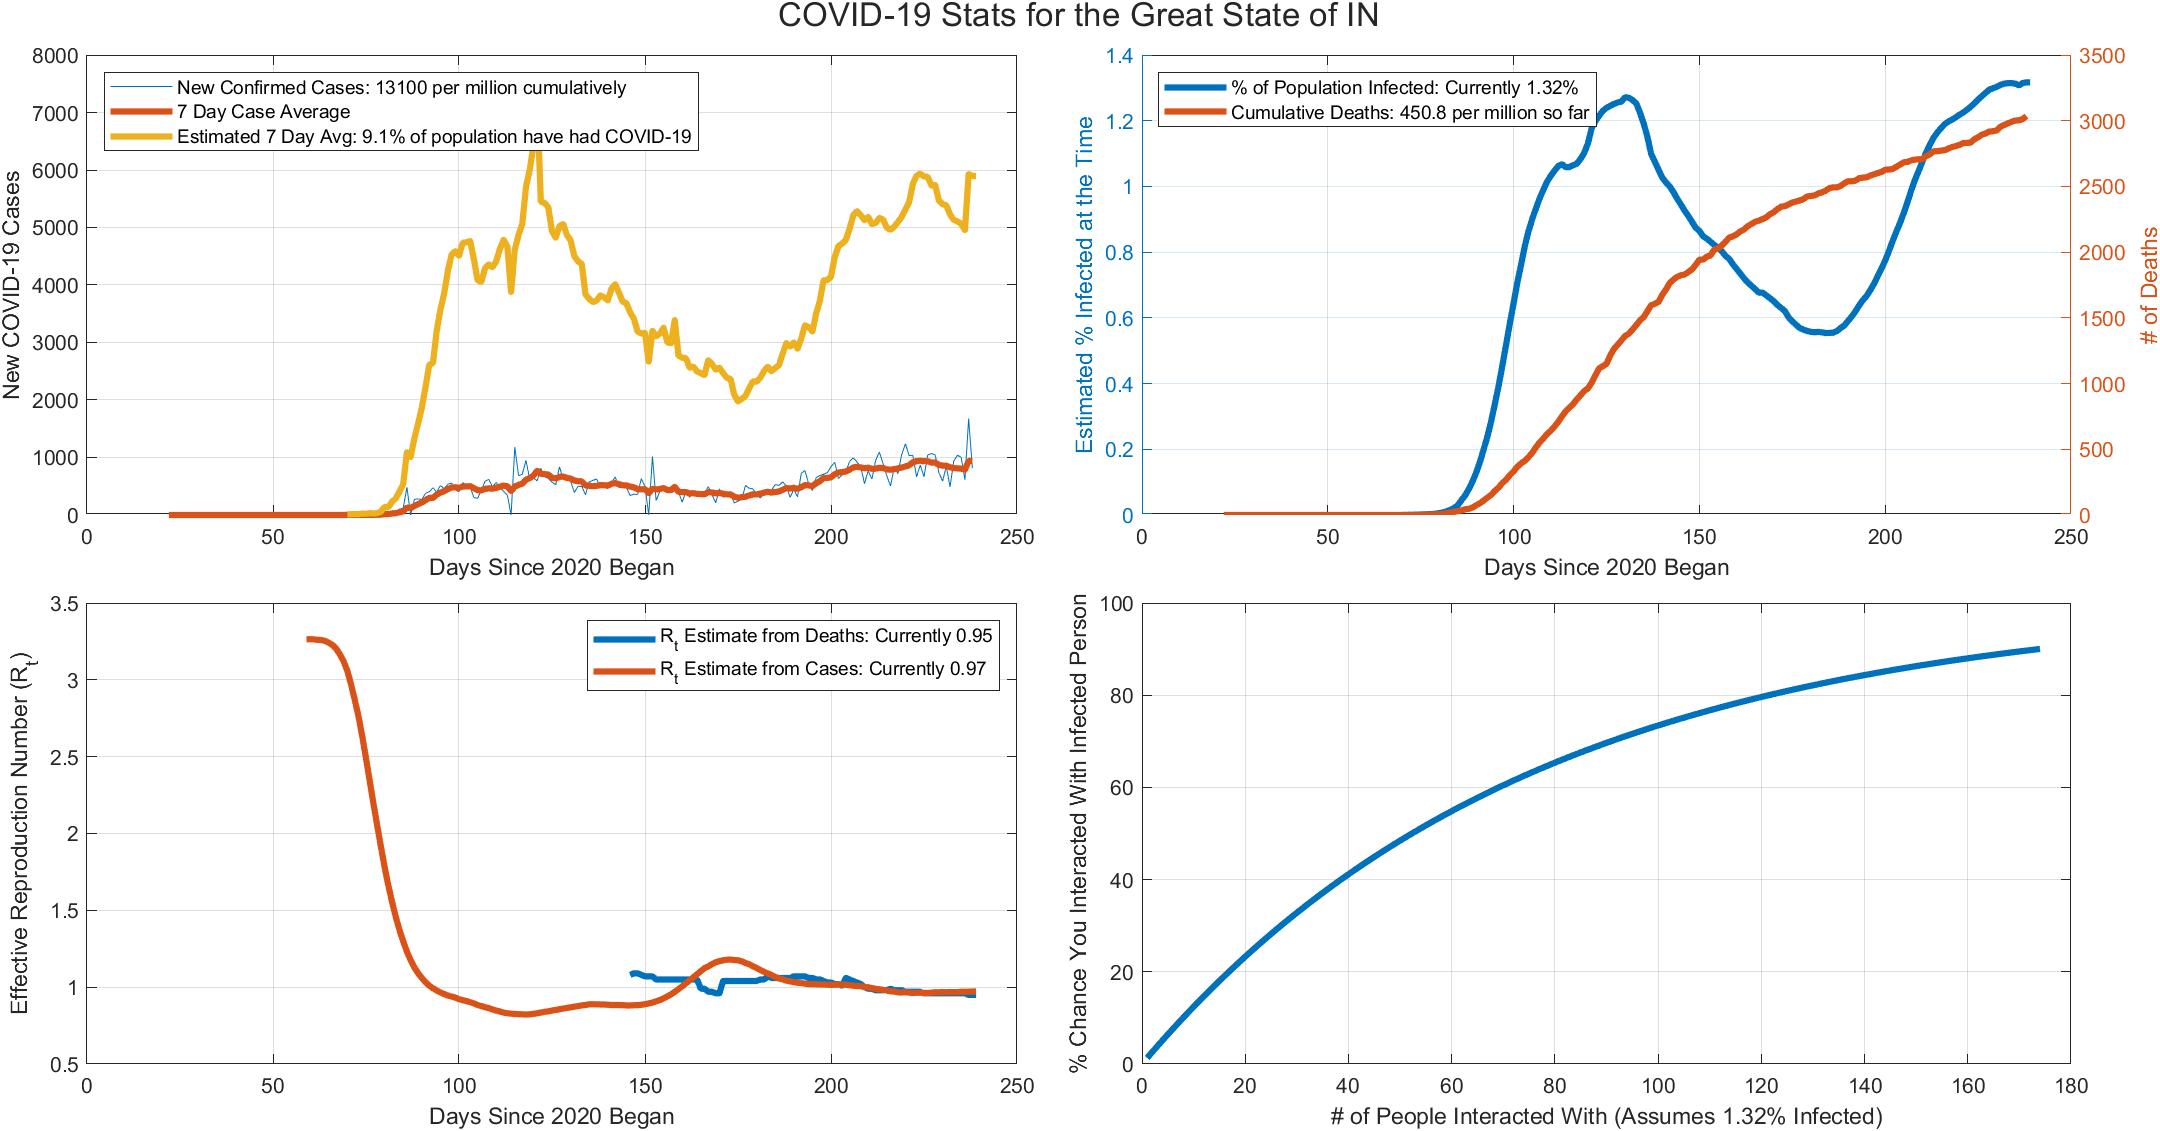 COVID-19 Stats for the Great State of IN
New COVID-19 Cases
8000
7000
6000
5000
4000
3000
2000
1000
0
New Confirmed Cases: 13100 per million cumulatively
7 Day Case Average
Estimated 7 Day Avg: 9.1% of population have had COVID-19
0 50 100 150 200 250
Days Since 2020 Began
Estimated % Infected at the Time
1.4
1.2
1
0.8
0.6
0.4
0.2
0
% of Population Infected: Currently 1.32%
Cumulative Deaths: 450.8 per million so far
3500
3000
2500
2000
1500
1000
500
0
# of Deaths
0 50 100 150 200 250
Days Since 2020 Began
Effective Reproduction Number (Rt)
3.5
3
2.5
2
1.5
1
0.5
Rt Estimate from Deaths: Currently 0.95
Rt Estimate from Cases: Currently 0.97
0 50 100 150 200 250
Days Since 2020 Began
% Chance You Interacted With Infected Person
100
80
60
40
20
0
0 20 40 60 80 100 120 140 160 180
# of People Interacted With (Assumes 1.32% Infected)